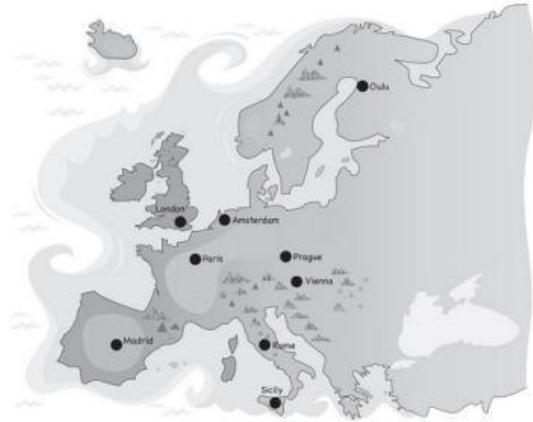 Oulu
London
Amsterdam
Paris
Prague
Vienna
Madrid
Rome
Sicily